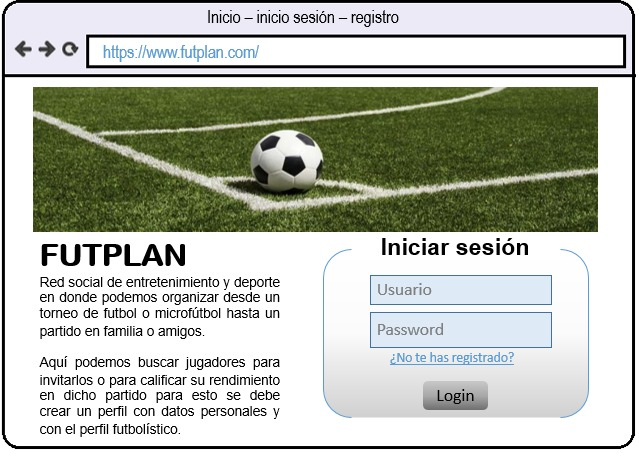 Inicio – inicio sesión – registro
https://www.futplan.com/
FUTPLAN
Red social de entretenimiento y deporte
en donde podemos organizar desde un
torneo de futbol o microfútbol hasta un
partido en familia o amigos.
Aquí podemos buscar jugadores para
invitarlos o para calificar su rendimiento
en dicho partido para esto se debe
crear un perfil con datos personales y
con el perfil futbolístico.
Iniciar sesión
Usuario
Password
¿No te has registrado?
Login